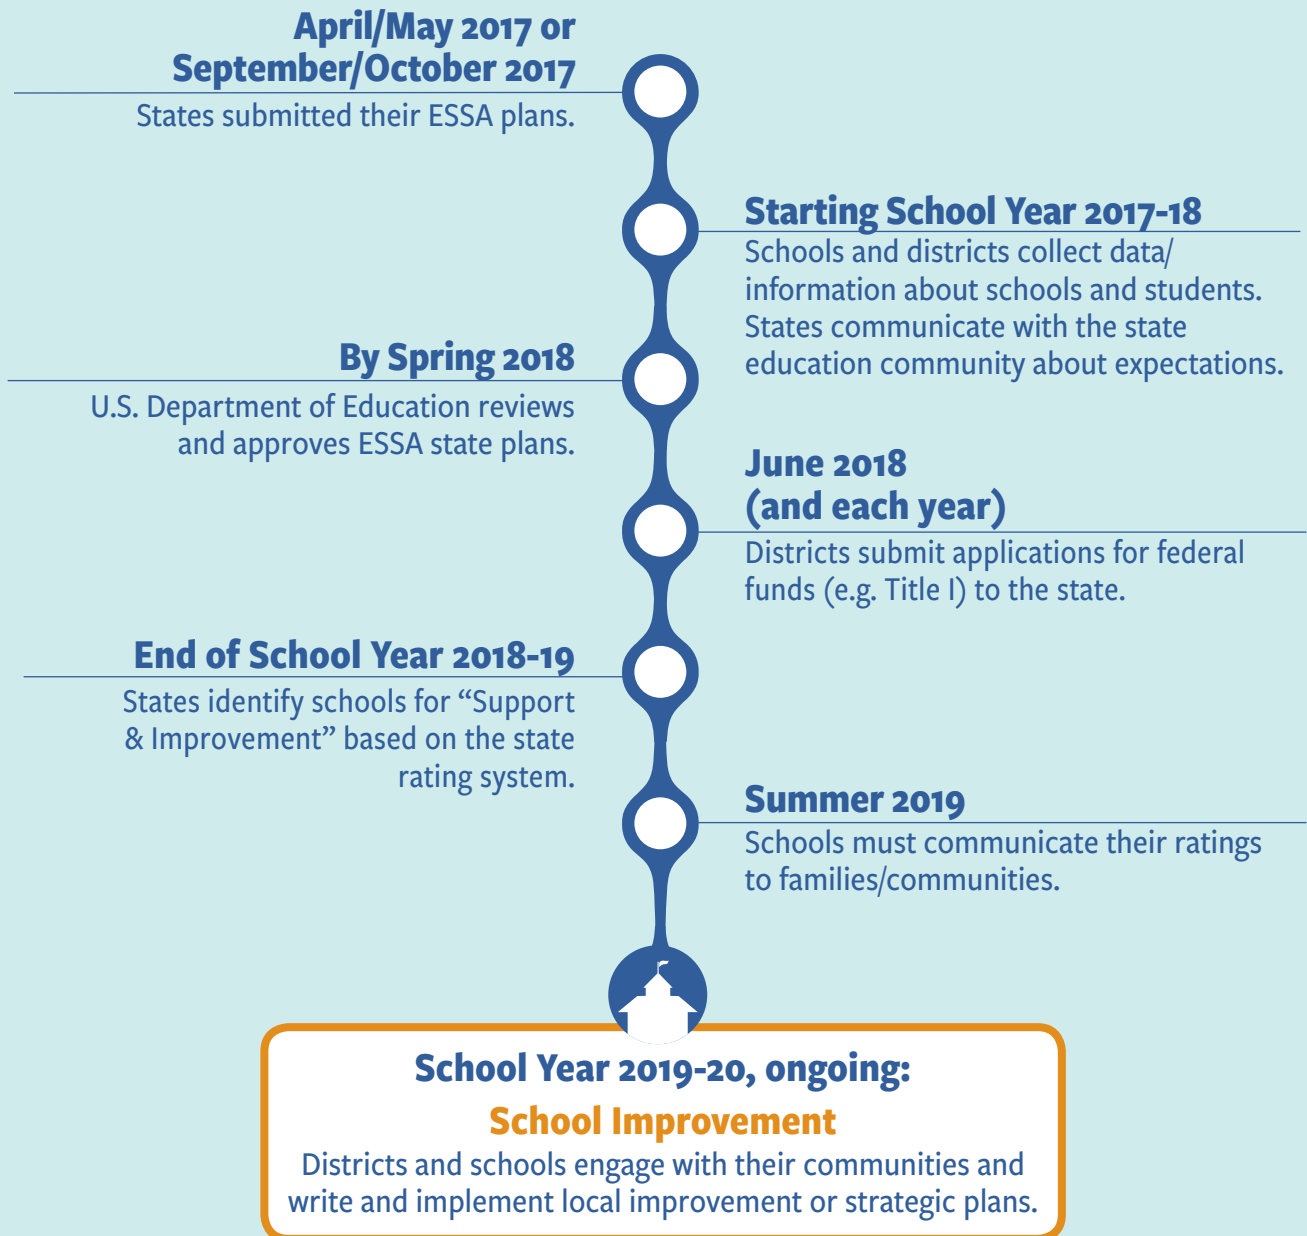 April/May 2017 or
September/October 2017
States submitted their ESSA plans.
Starting School Year 2017-18
Schools and districts collect data/
information about schools and students.
States communicate with the state
education community about expectations.
By Spring 2018
U.S. Department of Education reviews
and approves ESSA state plans.
June 2018
(and each year)
Districts submit applications for federal
funds (e.g. Title I) to the state.
End of School Year 2018-19
States identify schools for “Support
& Improvement” based on the state
rating system.
Summer 2019
Schools must communicate their ratings
to families/communities.
School Year 2019-20, ongoing:
School Improvement
Districts and schools engage with their communities and
write and implement local improvement or strategic plans.